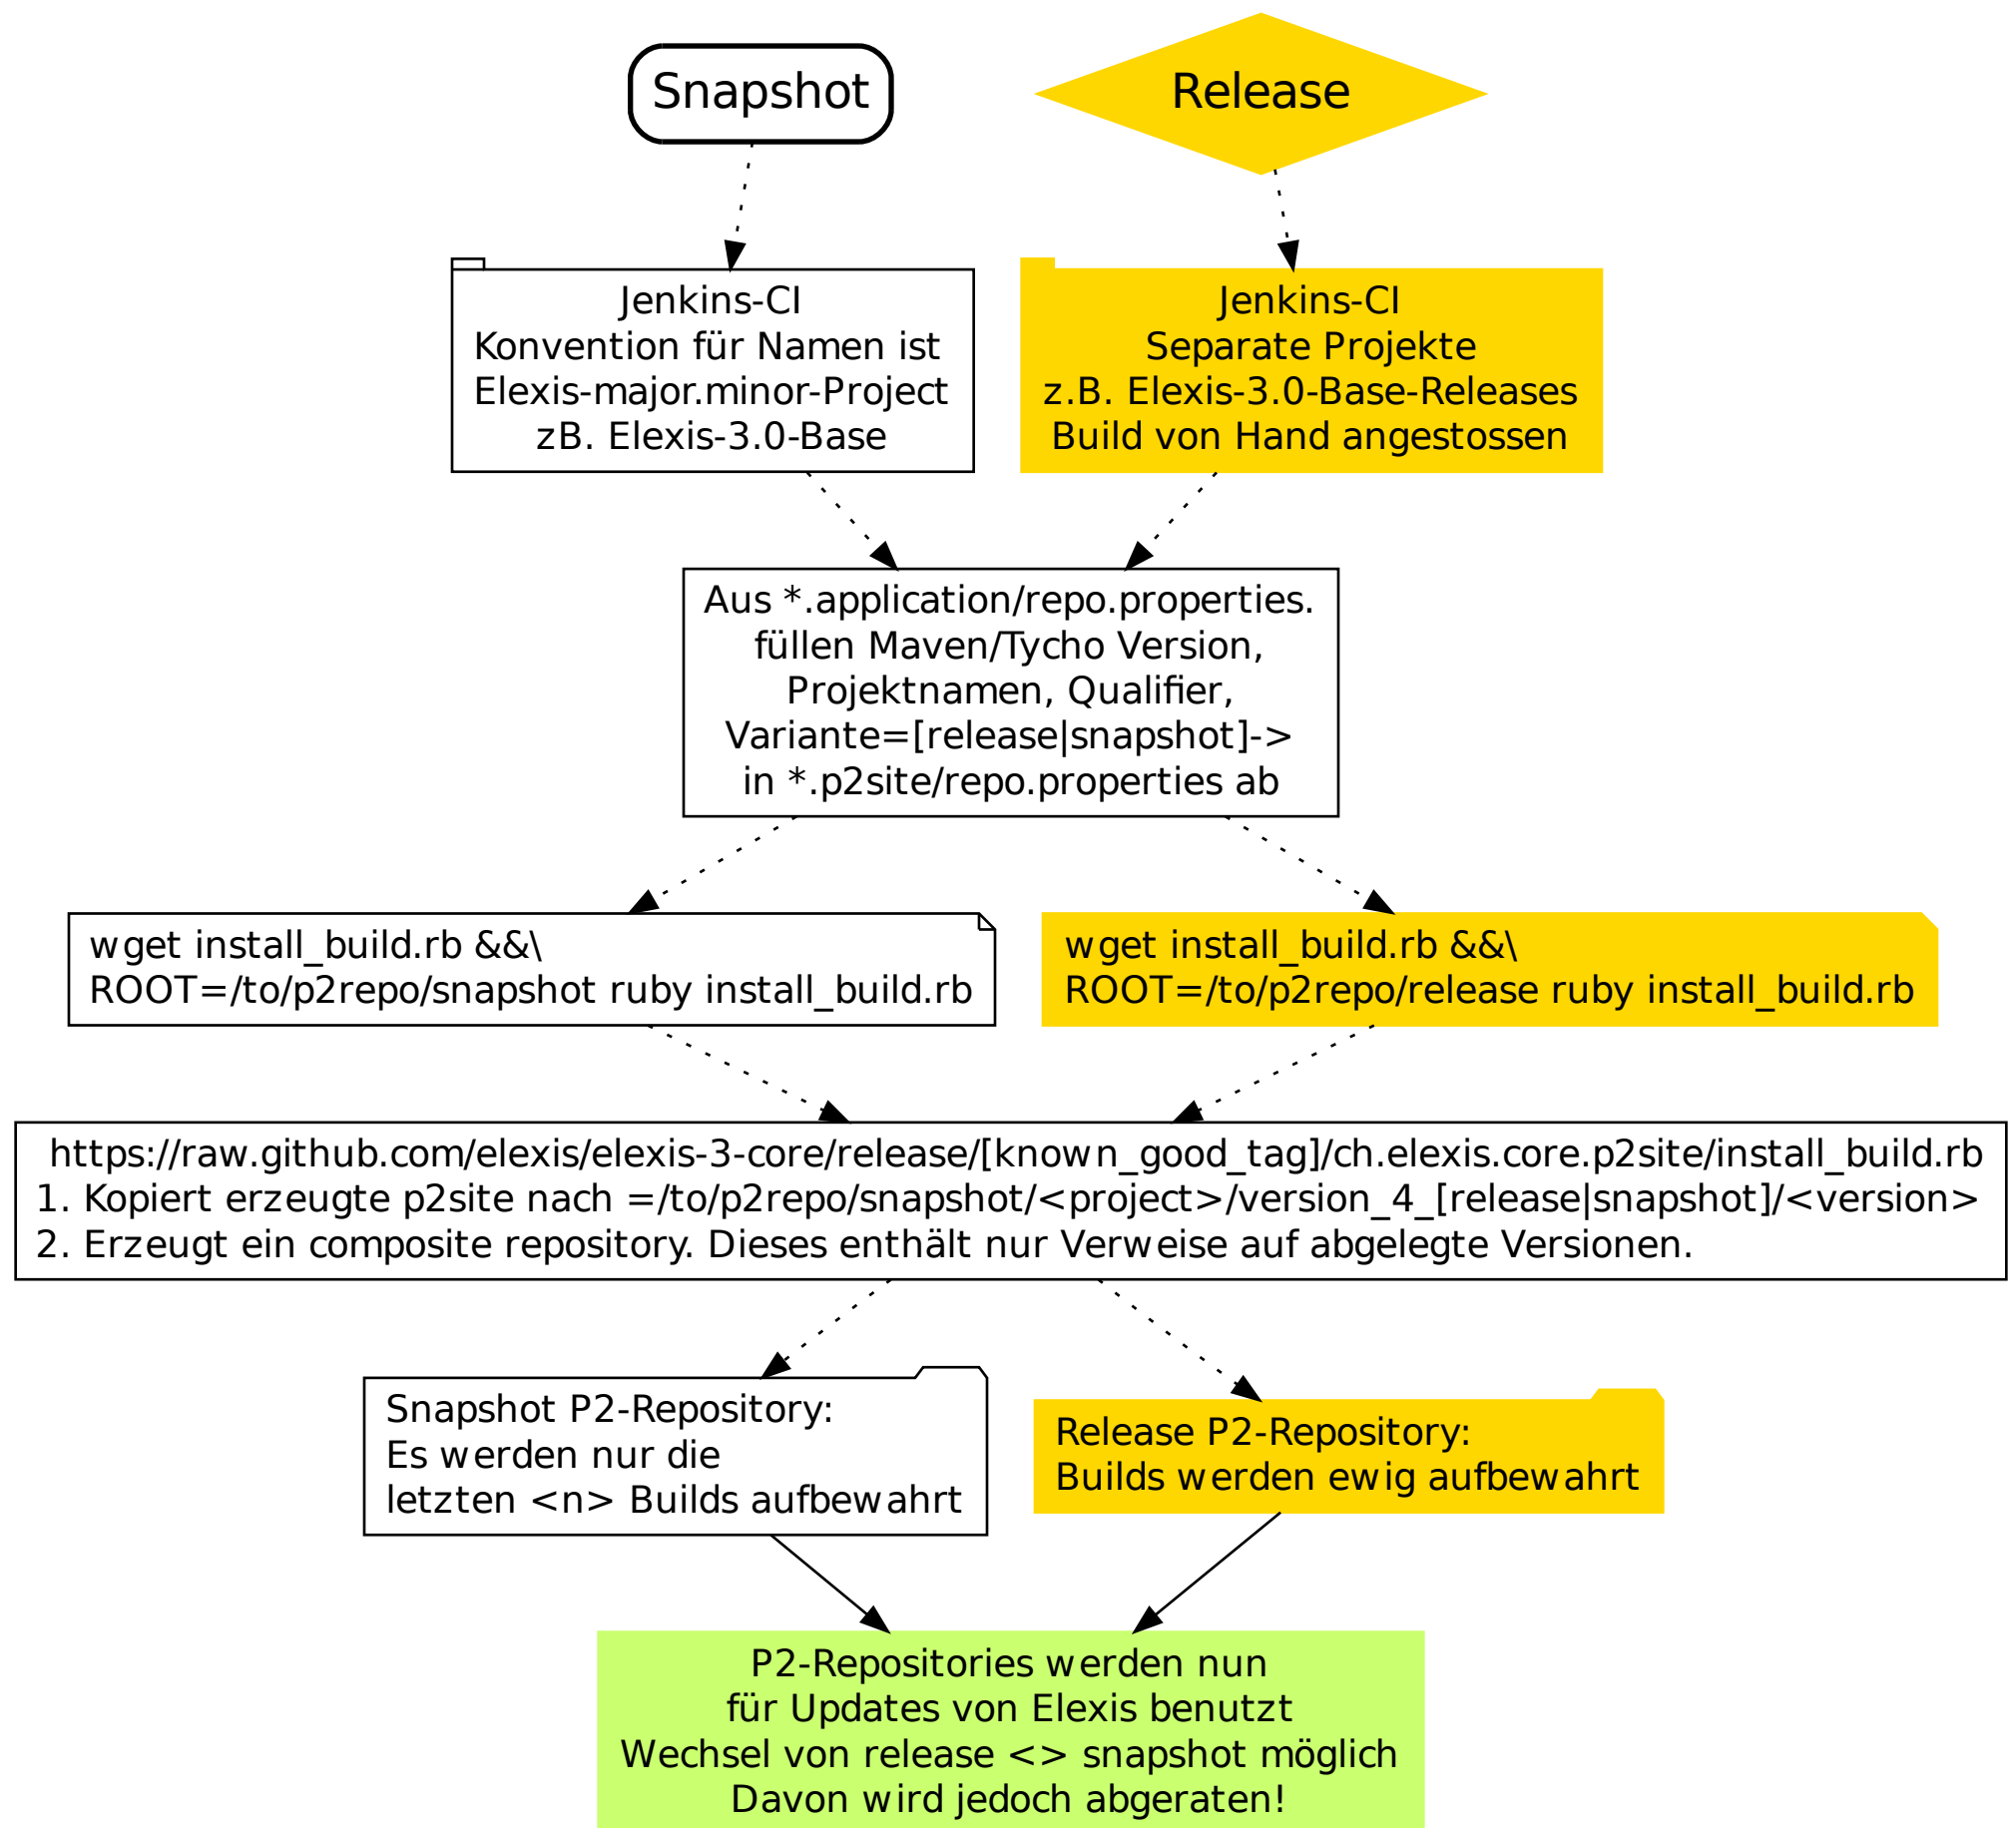 Snapshot
Release
Jenkins-CI
Konvention für Namen ist
Elexis-major.minor-Project
zB. Elexis-3.0-Base
Jenkins-CI
Separate Projekte
z.B. Elexis-3.0-Base-Releases
Build von Hand angestossen
Aus *.application/repo.properties.
füllen Maven/Tycho Version,
Projektnamen, Qualifier,
Variante=[release|snapshot]->
in *.p2site/repo.properties ab
wget install_build.rb &&\
ROOT=/to/p2repo/snapshot ruby install_build.rb
wget install_build.rb &&\
ROOT=/to/p2repo/release ruby install_build.rb
https://raw.github.com/elexis/elexis-3-core/release/[known_good_tag]/ch.elexis.core.p2site/install_build.rb
1. Kopiert erzeugte p2site nach =/to/p2repo/snapshot/<project>/version_4_[release|snapshot]/<version>
2. Erzeugt ein composite repository. Dieses enthält nur Verweise auf abgelegte Versionen.
Snapshot P2-Repository:
Es werden nur die
letzten <n> Builds aufbewahrt
Release P2-Repository:
Builds werden ewig aufbewahrt
P2-Repositories werden nun
für Updates von Elexis benutzt
Wechsel von release <> snapshot möglich
Davon wird jedoch abgeraten!